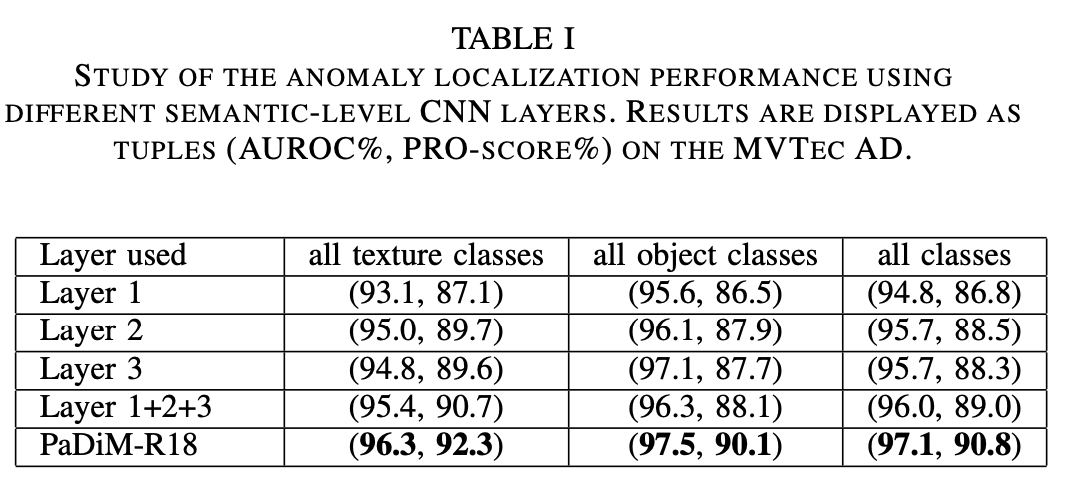 TABLE I
STUDY OF THE ANOMALY LOCALIZATION PERFORMANCE USING
DIFFERENT SEMANTIC-LEVEL CNN LAYERS. RESULTS ARE DISPLAYED AS
TUPLES (AUROC%, PRO-SCORE%) ON THE MVTEC AD.
Layer used all texture classes all object classes all classes
Layer 1 (93.1, 87.1) (95.6, 86.5) (94.8, 86.8)
Layer 2 (95.0, 89.7) (96.1, 87.9) (95.7, 88.5)
Layer 3 (94.8, 89.6) (97.1, 87.7) (95.7, 88.3)
Layer 1+2+3 (95.4, 90.7) (96.3, 88.1) (96.0, 89.0)
PaDiM-R18 (96.3, 92.3) (97.5, 90.1) (97.1, 90.8)